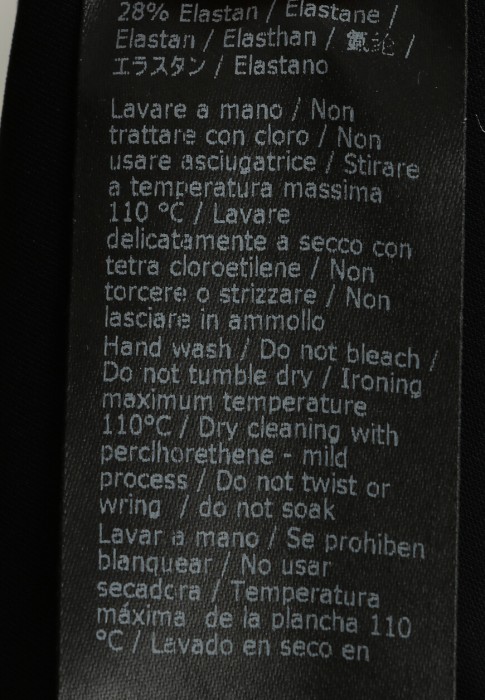 28% Elastan / Elastane /
Elastan / Elasthan / 氨纶 /
エラスタン / Elastano
Lavare a mano / Non
trattare con cloro / Non
usare asciugatrice / Stirare
a temperatura massima
110 °C / Lavare
delicatamente a secco con
tetra cloroetilene / Non
torcere o strizzare / Non
lasciare in ammollo
Hand wash / Do not bleach /
Do not tumble dry / Ironing
maximum temperature
110°C / Dry cleaning with
perclhorethene - mild
process / Do not twist or
wring / do not soak
Lavar a mano / Se prohiben
blanquear / No usar
secadora / Temperatura
máxima de la plancha 110
°C / Lavado en seco en